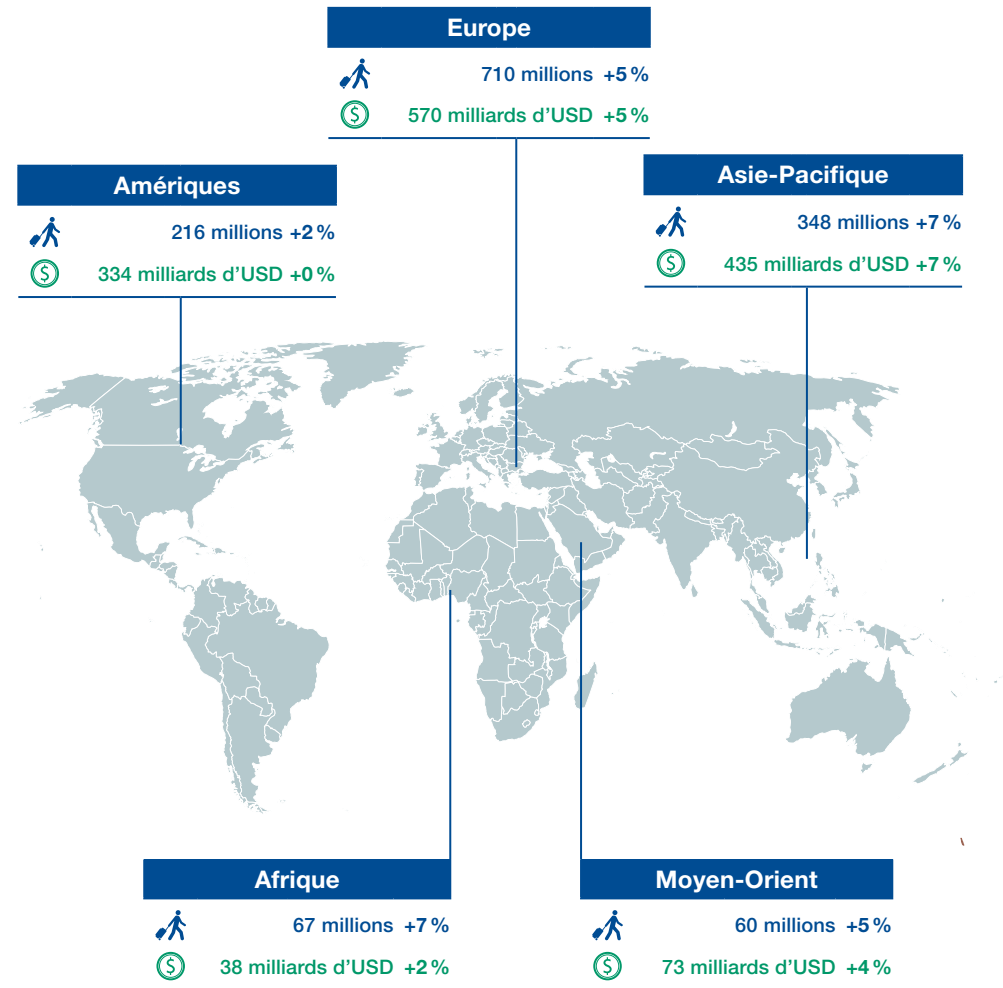 Europe
710 millions +5 %
570 milliards d’USD +5 %
Amériques
216 millions +2 %
334 milliards d’USD +0 %
Asie-Pacifique
348 millions +7 %
435 milliards d’USD +7 %
Afrique
67 millions +7 %
38 milliards d’USD +2 %
Moyen-Orient
60 millions +5 %
73 milliards d’USD +4 %